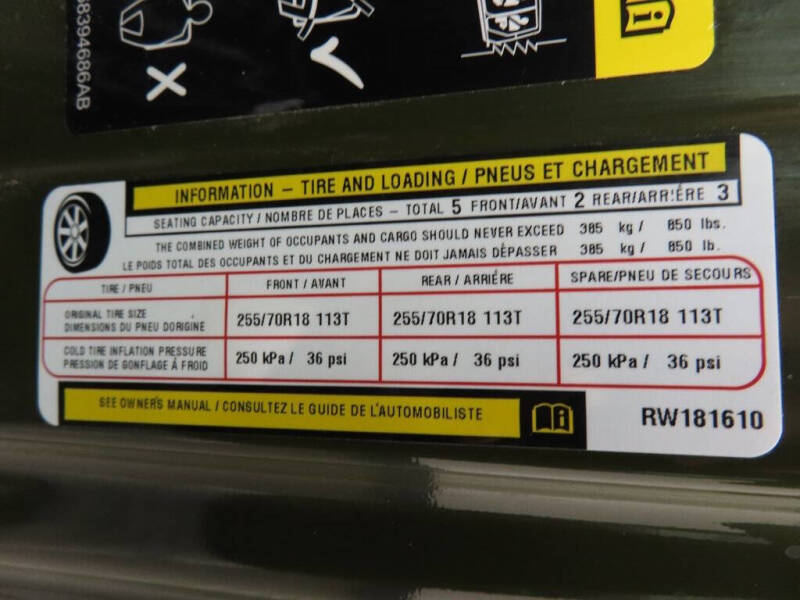 68394686AB
INFORMATION – TIRE AND LOADING / PNEUS ET CHARGEMENT
SEATING CAPACITY / NOMBRE DE PLACES – TOTAL 5 FRONT/AVANT 2 REAR/ARRIÈRE 3
THE COMBINED WEIGHT OF OCCUPANTS AND CARGO SHOULD NEVER EXCEED 385 kg / 850 lbs.
LE POIDS TOTAL DES OCCUPANTS ET DU CHARGEMENT NE DOIT JAMAIS DÉPASSER 385 kg / 850 lb.
TIRE / PNEU FRONT / AVANT REAR / ARRIÉRE SPARE/PNEU DE SECOURS
ORIGINAL TIRE SIZE
DIMENSIONS DU PNEU DORIGINE 255/70R18 113T 255/70R18 113T 255/70R18 113T
COLD TIRE INFLATION PRESSURE
PRESSION DE GONFLAGE À FROID 250 kPa / 36 psi 250 kPa / 36 psi 250 kPa / 36 psi
SEE OWNER'S MANUAL / CONSULTEZ LE GUIDE DE L'AUTOMOBILISTE
RW181610